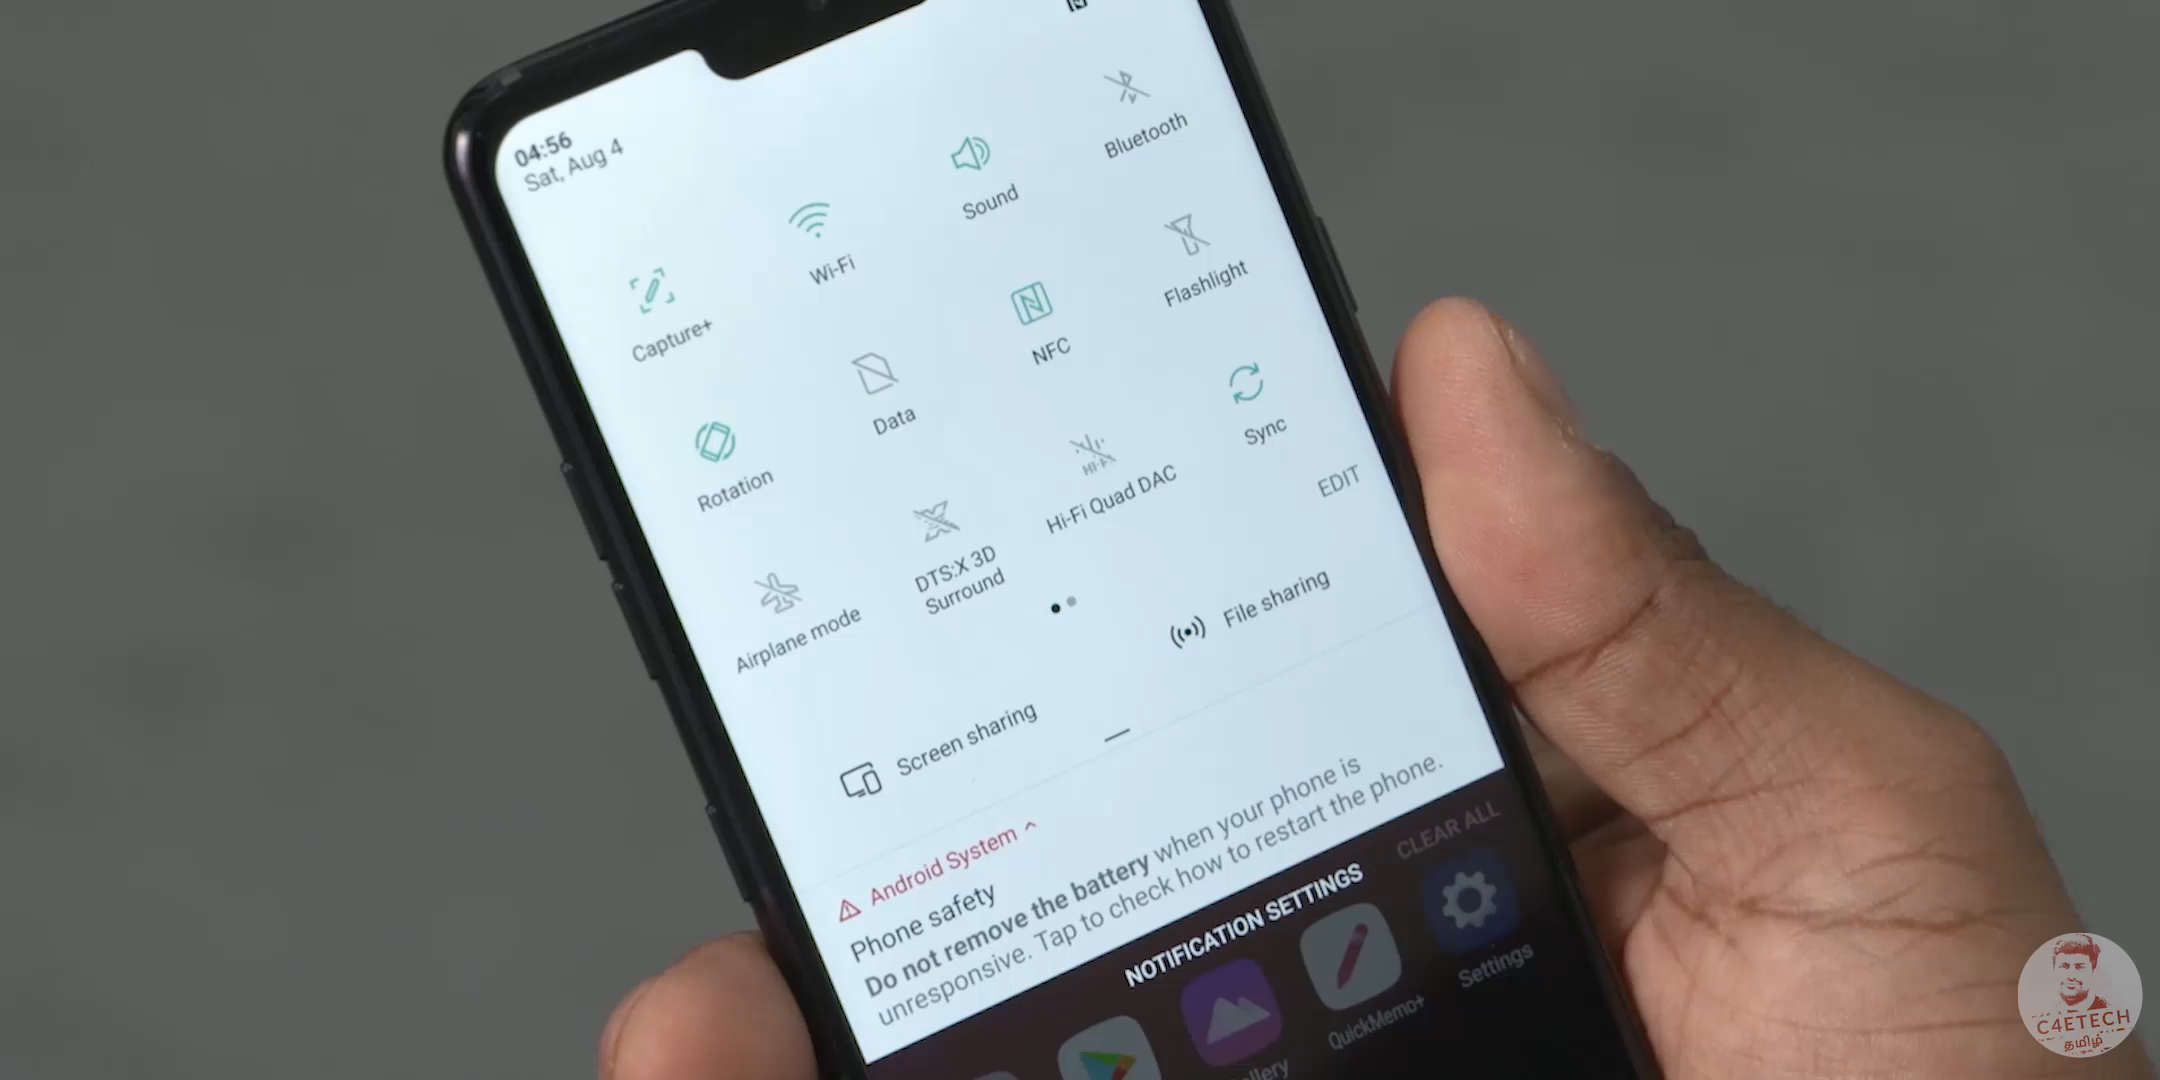 04:56
Sat, Aug 4
Capture+
Wi-Fi
Sound
Bluetooth
Rotation
Data
NFC
Flashlight
Airplane mode
DTS:X 3D
Surround
HI-FI
Hi-Fi Quad DAC
Sync
EDIT
Screen sharing
File sharing
Android System
Phone safety
Do not remove the battery when your phone is
unresponsive. Tap to check how to restart the phone.
NOTIFICATION SETTINGS
CLEAR ALL
QuickMemo+
Settings
C4ETECH
தமிழ்